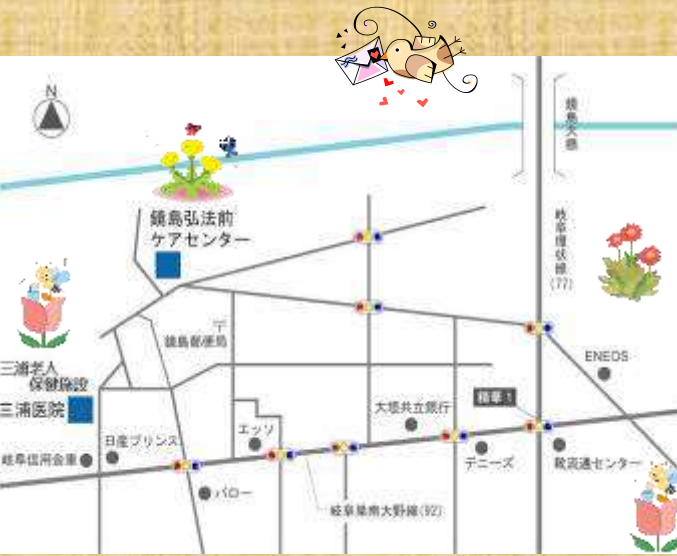 N
鏡島大橋
鏡島弘法前
ケアセンター
岐阜環状線
(77)
〒
鏡島郵便局
三浦老人
保健施設
三浦医院
ENEOS
大垣共立銀行
精華1
エッソ
日産プリンス
岐阜信用金庫
デニーズ
靴流通センター
バロー
岐阜巣南大野線(92)